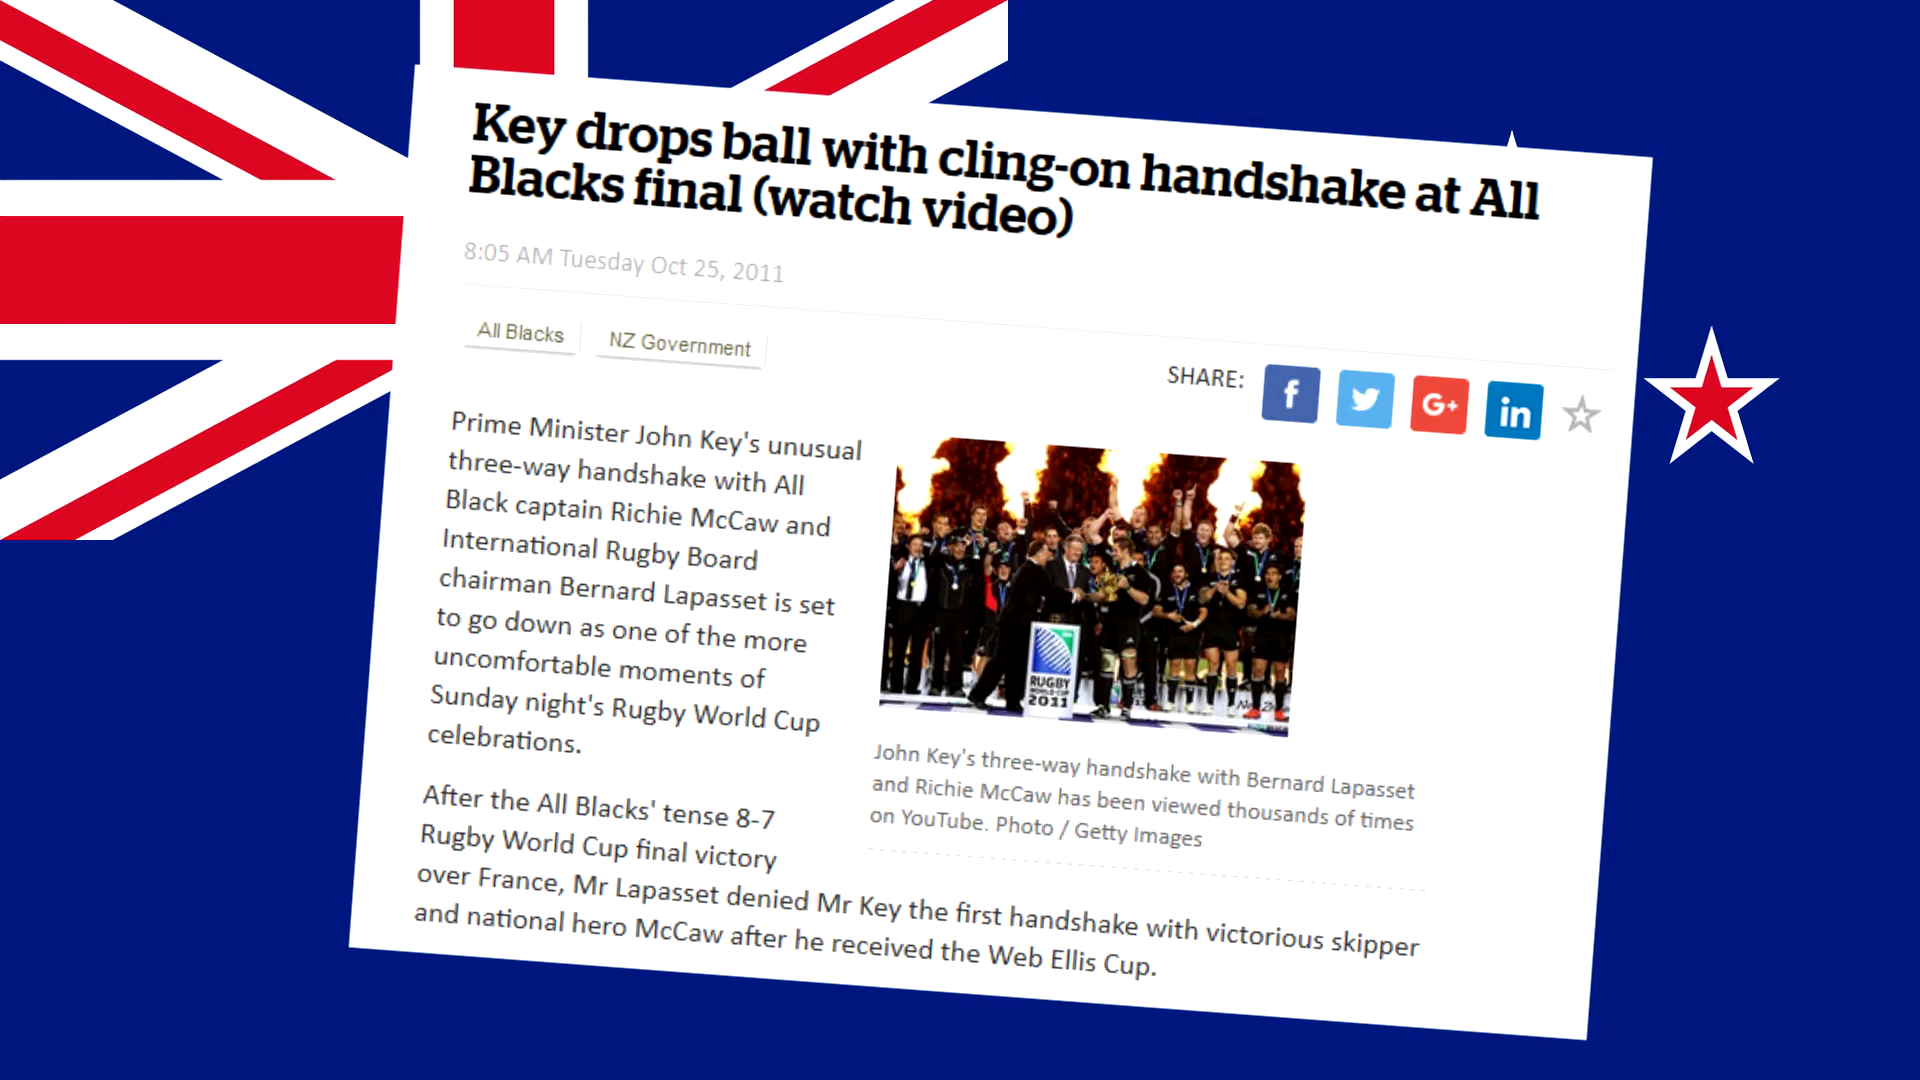 Key drops ball with cling-on handshake at All
Blacks final (watch video)
8:05 AM Tuesday Oct 25, 2011
All Blacks
NZ Government
SHARE:
f
G+
in
Prime Minister John Key's unusual
three-way handshake with All
Black captain Richie McCaw and
International Rugby Board
chairman Bernard Lapasset is set
to go down as one of the more
uncomfortable moments of
Sunday night's Rugby World Cup
celebrations.
RUGBY
WORLD CUP
2011
John Key's three-way handshake with Bernard Lapasset
and Richie McCaw has been viewed thousands of times
on YouTube. Photo / Getty Images
After the All Blacks' tense 8-7
Rugby World Cup final victory
over France, Mr Lapasset denied Mr Key the first handshake with victorious skipper
and national hero McCaw after he received the Web Ellis Cup.